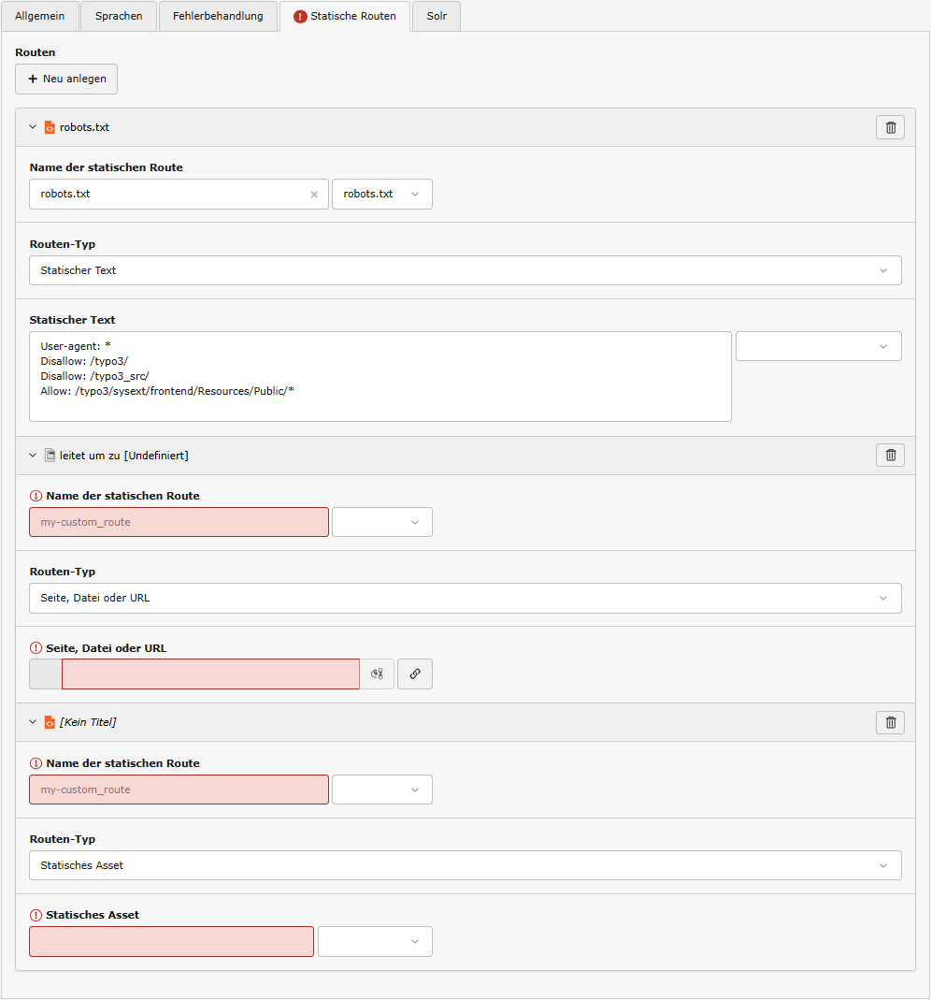 Allgemein Sprachen Fehlerbehandlung Statische Routen Solr
Routen
+ Neu anlegen
robots.txt
Name der statischen Route
robots.txt robots.txt
Routen-Typ
Statischer Text
Statischer Text
User-agent: *
Disallow: /typo3/
Disallow: /typo3_src/
Allow: /typo3/sysext/frontend/Resources/Public/*
leitet um zu [Undefiniert]
Name der statischen Route
my-custom_route
Routen-Typ
Seite, Datei oder URL
Seite, Datei oder URL
[Kein Titel]
Name der statischen Route
my-custom_route
Routen-Typ
Statisches Asset
Statisches Asset